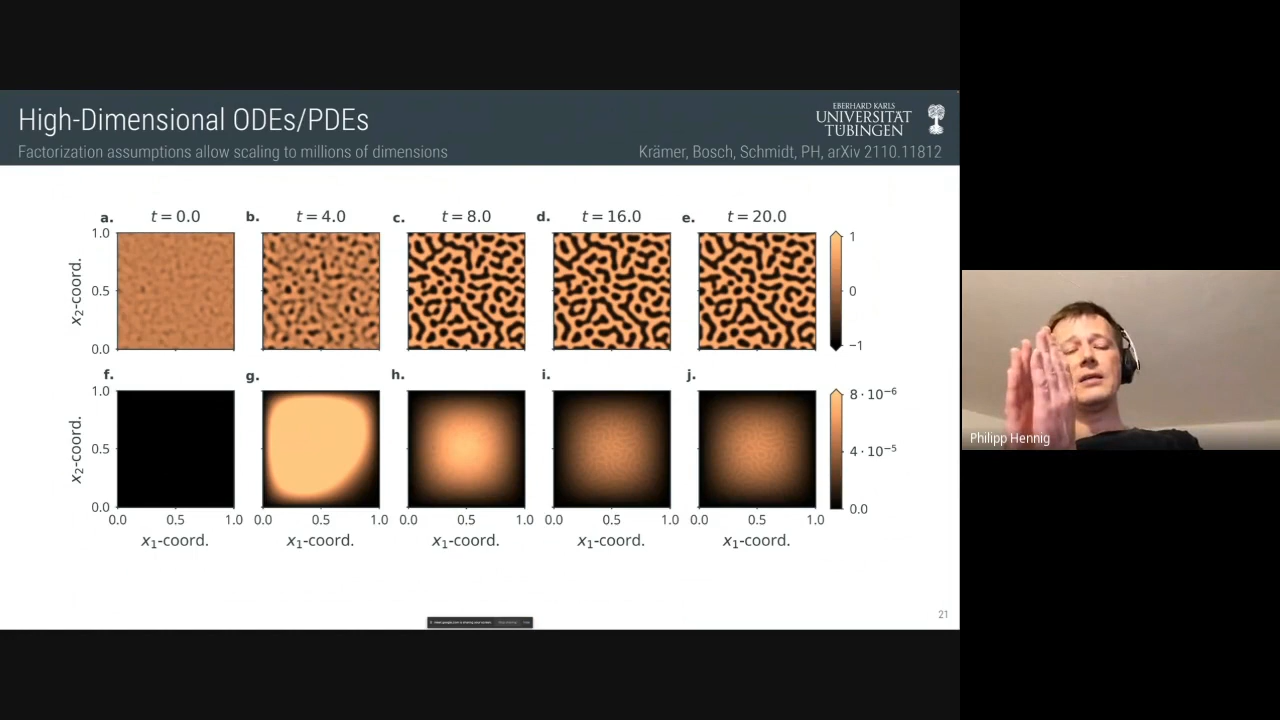 High-Dimensional ODEs/PDEs
Factorization assumptions allow scaling to millions of dimensions
EBERHARD KARLS
UNIVERSITÄT
TÜBINGEN
Krämer, Bosch, Schmidt, PH, arXiv 2110.11812
a. t = 0.0 b. t = 4.0 c. t = 8.0 d. t = 16.0 e. t = 20.0
1.0 0.5 0.0
x₂-coord.
1 0 −1
f. g. h. i. j.
1.0 0.5 0.0
x₂-coord.
8 · 10⁻⁶ 4 · 10⁻⁵ 0.0
0.0 0.5 1.0 0.0 0.5 1.0 0.0 0.5 1.0 0.0 0.5 1.0 0.0 0.5 1.0
x₁-coord. x₁-coord. x₁-coord. x₁-coord. x₁-coord.
21
Philipp Hennig